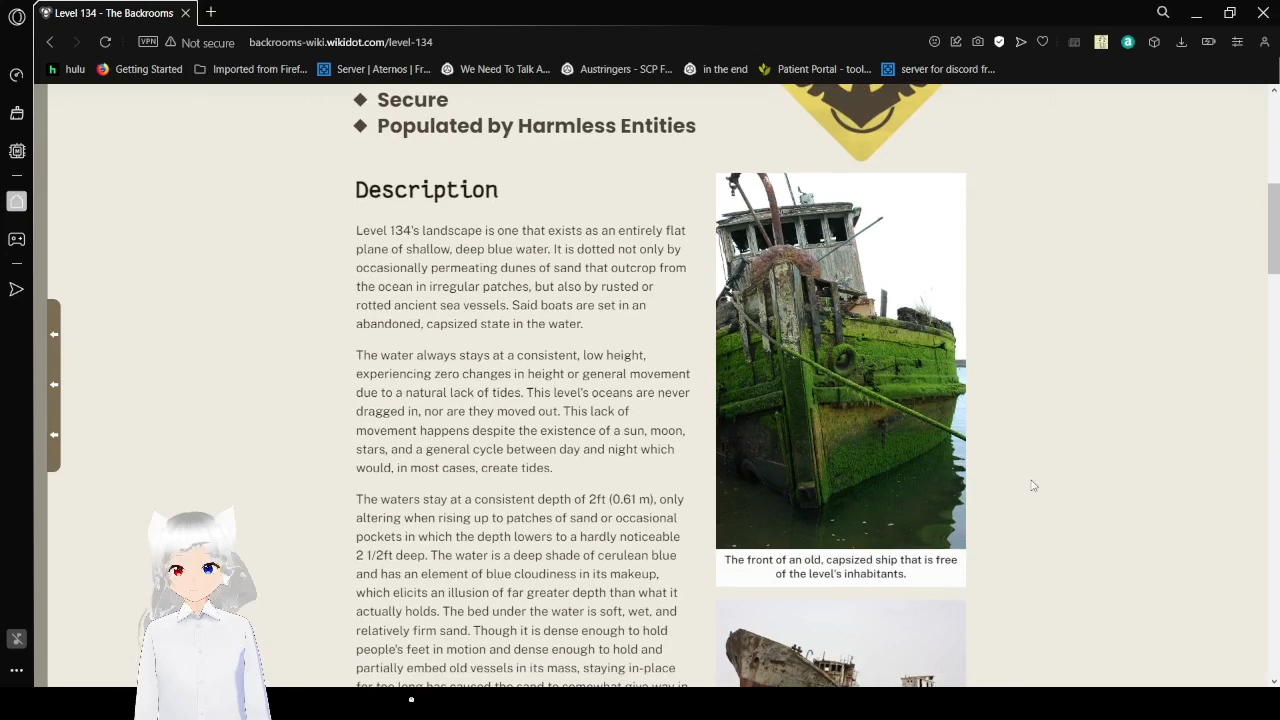 Level 134 - The Backrooms
VPN
Not secure
backrooms-wiki.wikidot.com/level-134
hulu
Getting Started
Imported from Firef...
Server | Aternos | Fr...
We Need To Talk A...
Austringers - SCP F...
in the end
Patient Portal - tool...
server for discord fr...
Secure
Populated by Harmless Entities
Description
Level 134's landscape is one that exists as an entirely flat
plane of shallow, deep blue water. It is dotted not only by
occasionally permeating dunes of sand that outcrop from
the ocean in irregular patches, but also by rusted or
rotted ancient sea vessels. Said boats are set in an
abandoned, capsized state in the water.
The water always stays at a consistent, low height,
experiencing zero changes in height or general movement
due to a natural lack of tides. This level's oceans are never
dragged in, nor are they moved out. This lack of
movement happens despite the existence of a sun, moon,
stars, and a general cycle between day and night which
would, in most cases, create tides.
The waters stay at a consistent depth of 2ft (0.61 m), only
altering when rising up to patches of sand or occasional
pockets in which the depth lowers to a hardly noticeable
2 1/2ft deep. The water is a deep shade of cerulean blue
and has an element of blue cloudiness in its makeup,
which elicits an illusion of far greater depth than what it
actually holds. The bed under the water is soft, wet, and
relatively firm sand. Though it is dense enough to hold
people's feet in motion and dense enough to hold and
partially embed old vessels in its mass, staying in-place
for too long has caused the sand to somewhat give way in
The front of an old, capsized ship that is free
of the level's inhabitants.